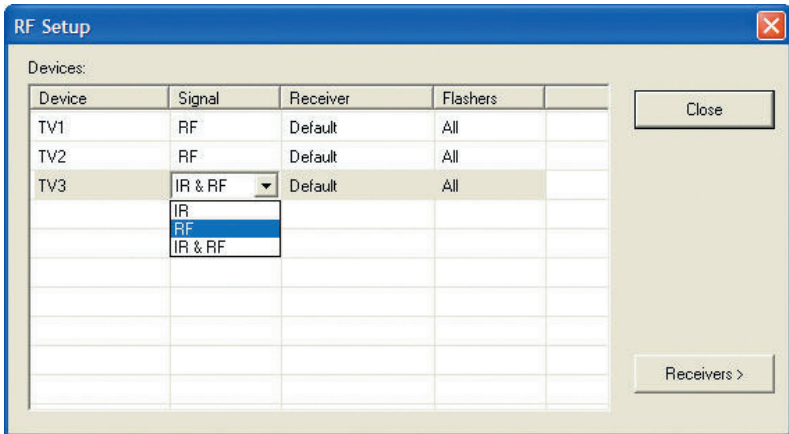 RF Setup
Devices:
Device Signal Receiver Flashers
Close
TV1 RF Default All
TV2 RF Default All
TV3 IR & RF Default All
IR
RF
IR & RF
Receivers >